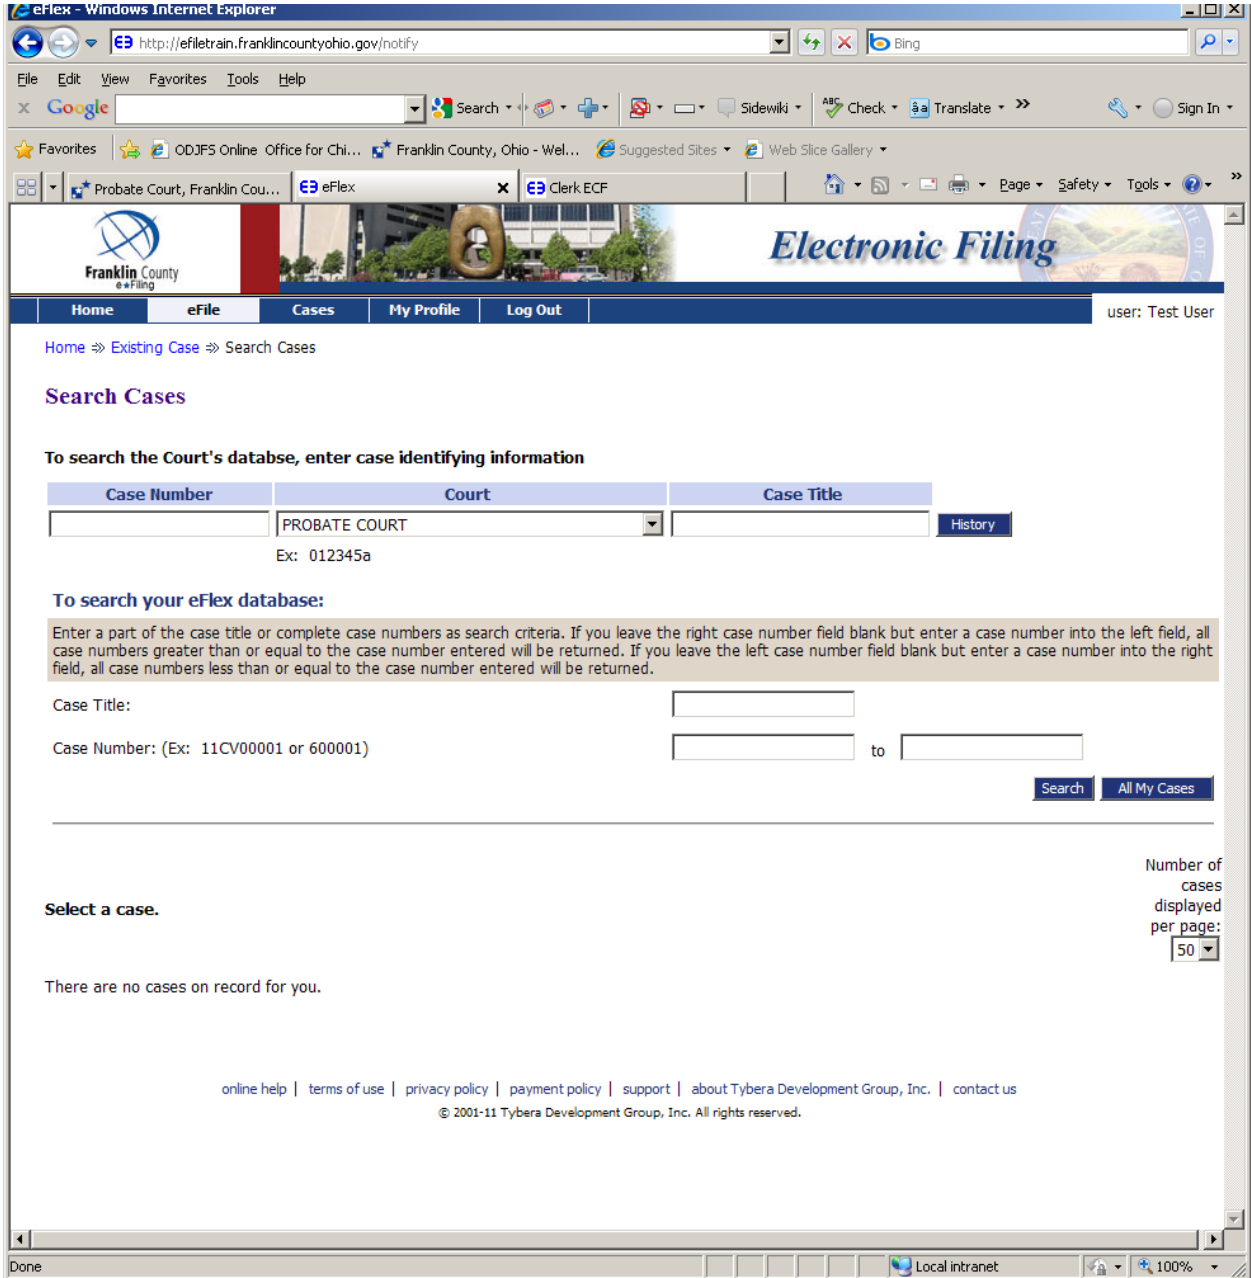 eFlex - Windows Internet Explorer
http://efiletrain.franklincountyohio.gov/notify
Bing
File Edit View Favorites Tools Help
x Google Search Sidewiki ABC Check âa Translate » Sign In
Favorites ODJFS Online Office for Chi... Franklin County, Ohio - Wel... Suggested Sites Web Slice Gallery
Probate Court, Franklin Cou... eFlex X Clerk ECF Page Safety Tools »
Franklin County
e★Filing
Electronic Filing
Home eFile Cases My Profile Log Out
user: Test User
Home ⇒ Existing Case ⇒ Search Cases
Search Cases
To search the Court's databse, enter case identifying information
Case Number Court Case Title
PROBATE COURT History
Ex: 012345a
To search your eFlex database:
Enter a part of the case title or complete case numbers as search criteria. If you leave the right case number field blank but enter a case number into the left field, all
case numbers greater than or equal to the case number entered will be returned. If you leave the left case number field blank but enter a case number into the right
field, all case numbers less than or equal to the case number entered will be returned.
Case Title:
Case Number: (Ex: 11CV00001 or 600001) to
Search All My Cases
Number of
cases
displayed
per page:
50
Select a case.
There are no cases on record for you.
online help | terms of use | privacy policy | payment policy | support | about Tybera Development Group, Inc. | contact us
© 2001-11 Tybera Development Group, Inc. All rights reserved.
Done Local intranet 100%